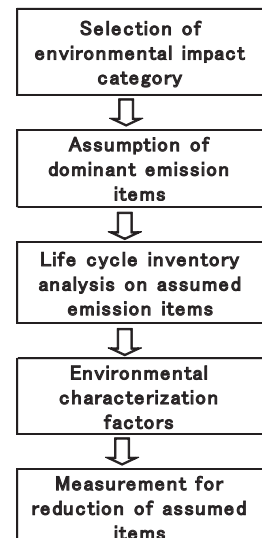 Selection of
environmental impact
category
Assumption of
dominant emission
items
Life cycle inventory
analysis on assumed
emission items
Environmental
characterization
factors
Measurement for
reduction of assumed
items